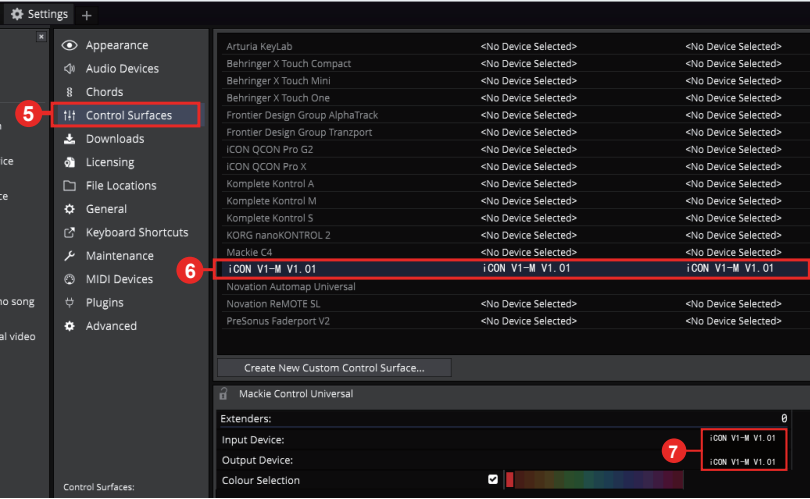 Settings
Appearance
Audio Devices
Chords
5
Control Surfaces
Downloads
Licensing
File Locations
General
Keyboard Shortcuts
Maintenance
MIDI Devices
Plugins
Advanced
Control Surfaces:
ice
no song
al video
Arturia KeyLab <No Device Selected> <No Device Selected>
Behringer X Touch Compact <No Device Selected> <No Device Selected>
Behringer X Touch Mini <No Device Selected> <No Device Selected>
Behringer X Touch One <No Device Selected> <No Device Selected>
Frontier Design Group AlphaTrack <No Device Selected> <No Device Selected>
Frontier Design Group Tranzport <No Device Selected> <No Device Selected>
iCON QCON Pro G2 <No Device Selected> <No Device Selected>
iCON QCON Pro X <No Device Selected> <No Device Selected>
Komplete Kontrol A <No Device Selected> <No Device Selected>
Komplete Kontrol M <No Device Selected> <No Device Selected>
Komplete Kontrol S <No Device Selected> <No Device Selected>
KORG nanoKONTROL 2 <No Device Selected> <No Device Selected>
Mackie C4 <No Device Selected> <No Device Selected>
6
iCON V1-M V1.01 iCON V1-M V1.01 iCON V1-M V1.01
Novation Automap Universal
Novation ReMOTE SL <No Device Selected> <No Device Selected>
PreSonus Faderport V2 <No Device Selected> <No Device Selected>
Create New Custom Control Surface...
Mackie Control Universal
Extenders: 0
Input Device: iCON V1-M V1.01
7
Output Device: iCON V1-M V1.01
Colour Selection